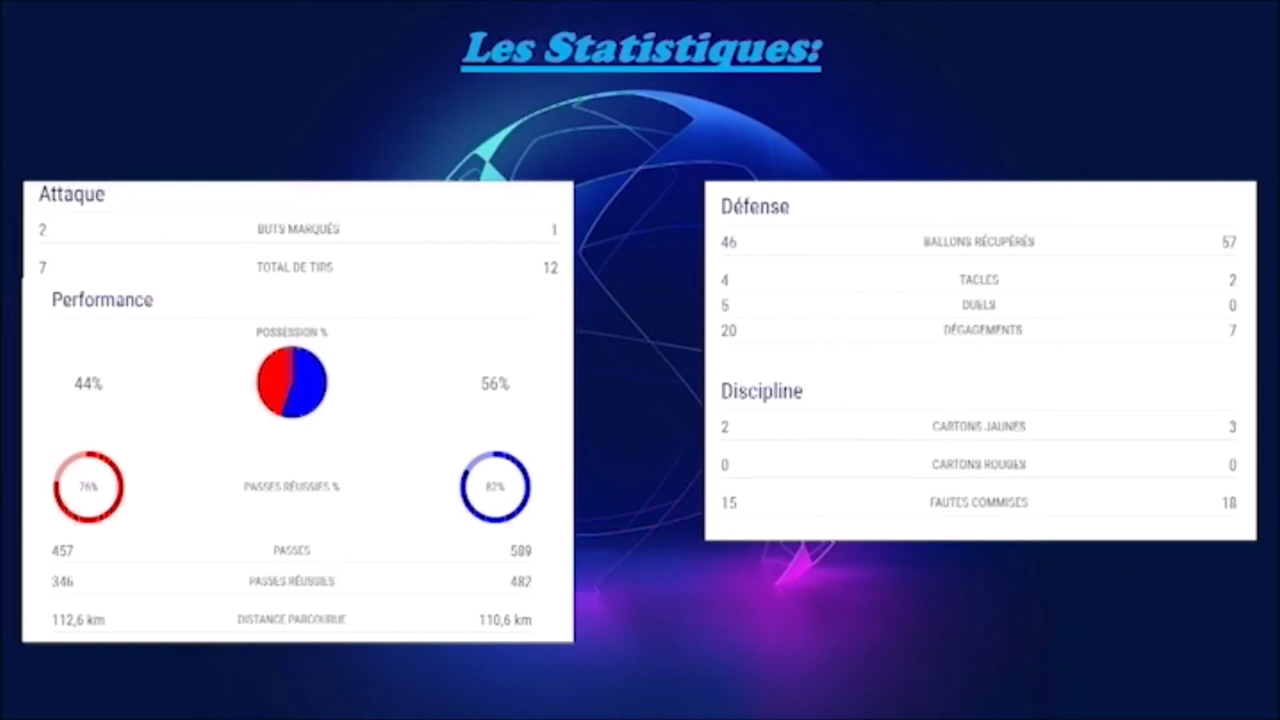 Les Statistiques:
Attaque
2 BUTS MARQUÉS 1
7 TOTAL DE TIRS 12
Performance
POSSESSION %
44% 56%
76% PASSES RÉUSSIES % 82%
457 PASSES 589
346 PASSES RÉUSSIES 482
112,6 km DISTANCE PARCOURUE 110,6 km
Défense
46 BALLONS RÉCUPÉRÉS 57
4 TACLES 2
5 DUELS 0
20 DÉGAGEMENTS 7
Discipline
2 CARTONS JAUNES 3
0 CARTONS ROUGES 0
15 FAUTES COMMISES 18